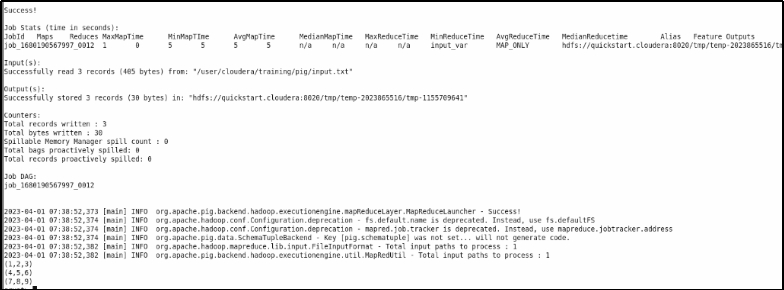 Success!
Job Stats (time in seconds):
JobId Maps Reduces MaxMapTime MinMapTIme AvgMapTime MedianMapTime MaxReduceTime MinReduceTime AvgReduceTime MedianReducetime Alias Feature Outputs
job_1680190567997_0012 1 0 5 5 5 5 n/a n/a n/a n/a input_var MAP_ONLY hdfs://quickstart.cloudera:8020/tmp/temp-2023865516/tm
Input(s):
Successfully read 3 records (405 bytes) from: "/user/cloudera/training/pig/input.txt"
Output(s):
Successfully stored 3 records (30 bytes) in: "hdfs://quickstart.cloudera:8020/tmp/temp-2023865516/tmp-1155709641"
Counters:
Total records written : 3
Total bytes written : 30
Spillable Memory Manager spill count : 0
Total bags proactively spilled: 0
Total records proactively spilled: 0
Job DAG:
job_1680190567997_0012
2023-04-01 07:38:52,373 [main] INFO org.apache.pig.backend.hadoop.executionengine.mapReduceLayer.MapReduceLauncher - Success!
2023-04-01 07:38:52,374 [main] INFO org.apache.hadoop.conf.Configuration.deprecation - fs.default.name is deprecated. Instead, use fs.defaultFS
2023-04-01 07:38:52,374 [main] INFO org.apache.hadoop.conf.Configuration.deprecation - mapred.job.tracker is deprecated. Instead, use mapreduce.jobtracker.address
2023-04-01 07:38:52,374 [main] INFO org.apache.pig.data.SchemaTupleBackend - Key [pig.schematuple] was not set... will not generate code.
2023-04-01 07:38:52,382 [main] INFO org.apache.hadoop.mapreduce.lib.input.FileInputFormat - Total input paths to process : 1
2023-04-01 07:38:52,382 [main] INFO org.apache.pig.backend.hadoop.executionengine.util.MapRedUtil - Total input paths to process : 1
(1,2,3)
(4,5,6)
(7,8,9)